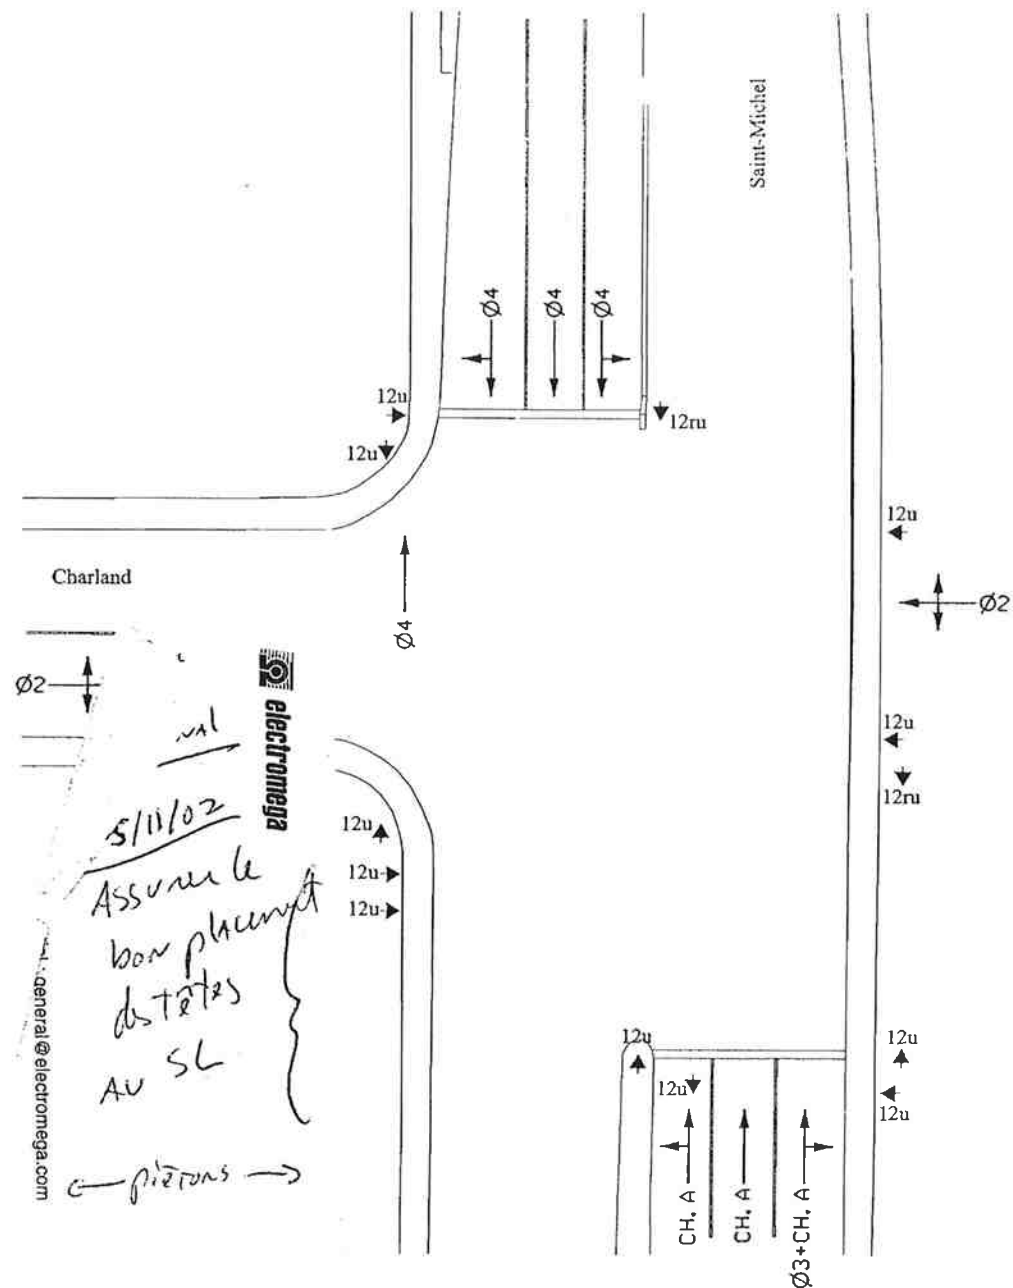 Saint-Michel
Ø4
Ø4
Ø4
12u
12ru
12u
12u
Charland
Ø4
Ø2
Ø2
electromega
12u
12ru
5/11/02
12u
Assurer le
12u
12u
bon placement
des têtes
AU SL
general@electromega.com
← piétons →
12u
12u
12u
12u
CH. A
CH. A
Ø3+CH. A